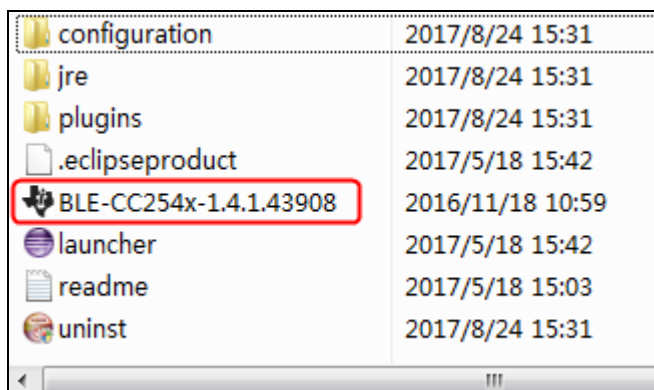 configuration 2017/8/24 15:31
jre 2017/8/24 15:31
plugins 2017/8/24 15:31
.eclipseproduct 2017/5/18 15:42
BLE-CC254x-1.4.1.43908 2016/11/18 10:59
launcher 2017/5/18 15:42
readme 2017/5/18 15:03
uninst 2017/8/24 15:31